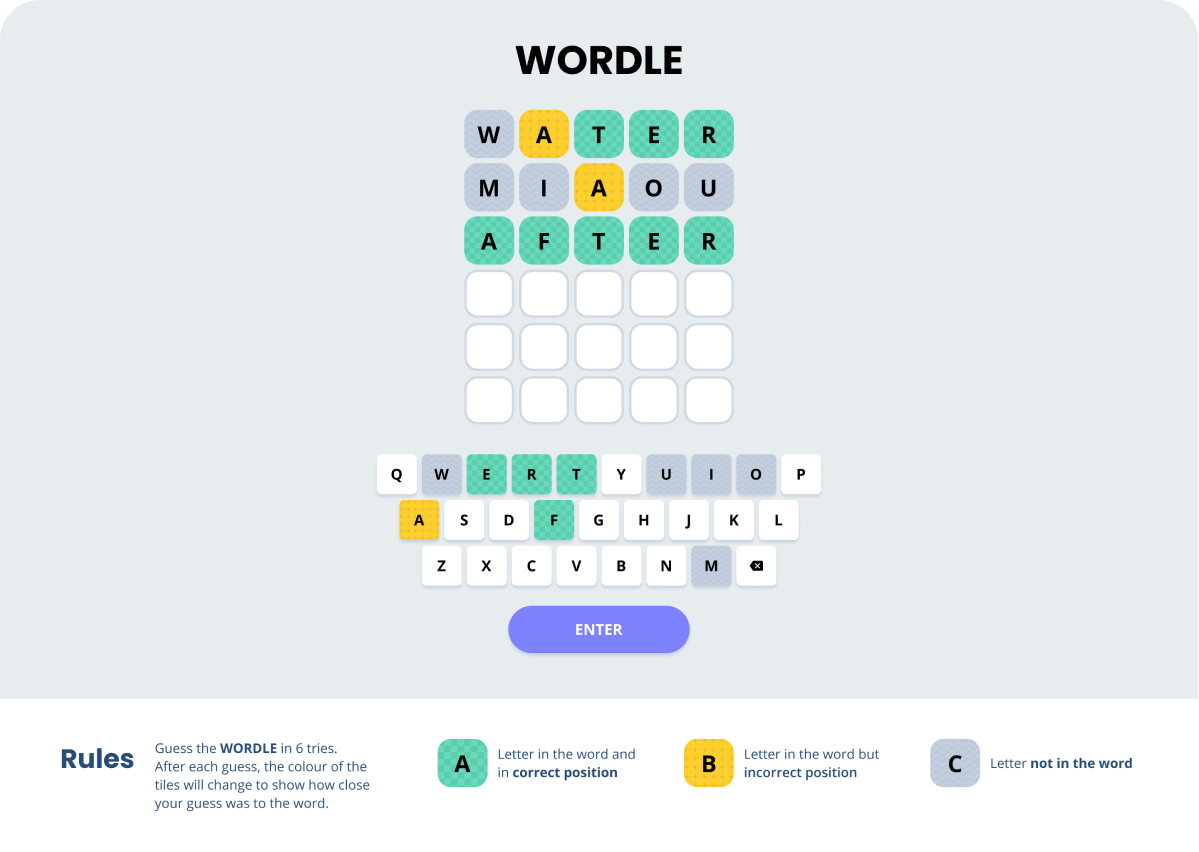 WORDLE
W A T E R
M I A O U
A F T E R
Q W E R T Y U I O P
A S D F G H J K L
Z X C V B N M
ENTER
Rules
Guess the WORDLE in 6 tries.
After each guess, the colour of the
tiles will change to show how close
your guess was to the word.
A
Letter in the word and
in correct position
B
Letter in the word but
incorrect position
C
Letter not in the word